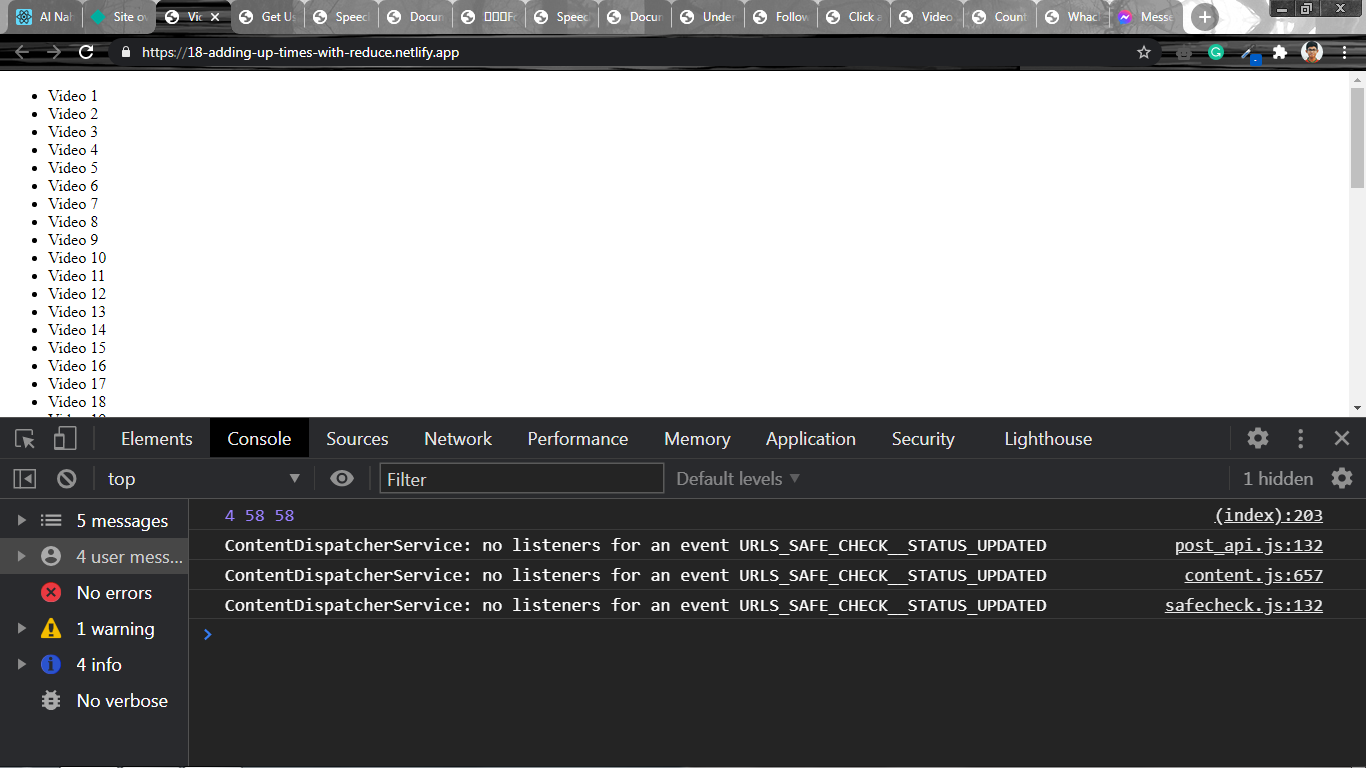 AI Nal
Site ov
Vic
Get Us
Speech
Docun
Speec
Docun
Under
Follow
Click a
Video
Count
Whac
Messe
https://18-adding-up-times-with-reduce.netlify.app
Video 1
Video 2
Video 3
Video 4
Video 5
Video 6
Video 7
Video 8
Video 9
Video 10
Video 11
Video 12
Video 13
Video 14
Video 15
Video 16
Video 17
Video 18
Elements Console Sources Network Performance Memory Application Security Lighthouse
top Filter Default levels 1 hidden
5 messages
4 user mess...
No errors
1 warning
4 info
No verbose
4 58 58 (index):203
ContentDispatcherService: no listeners for an event URLS_SAFE_CHECK__STATUS_UPDATED post_api.js:132
ContentDispatcherService: no listeners for an event URLS_SAFE_CHECK__STATUS_UPDATED content.js:657
ContentDispatcherService: no listeners for an event URLS_SAFE_CHECK__STATUS_UPDATED safecheck.js:132